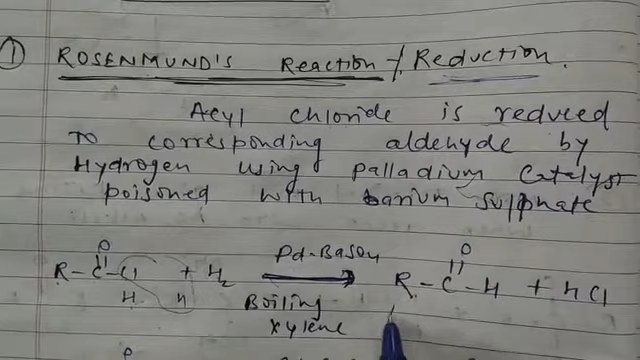 ① ROSENMUND'S Reaction / Reduction.
Acyl chloride is reduced
to corresponding aldehyde by
Hydrogen using palladium catalyst
poisoned with barium sulphate
O O
R-C-Cl + H2 Pd-BaSO4 R-C-H + HCl
H H Boiling
xylene
O